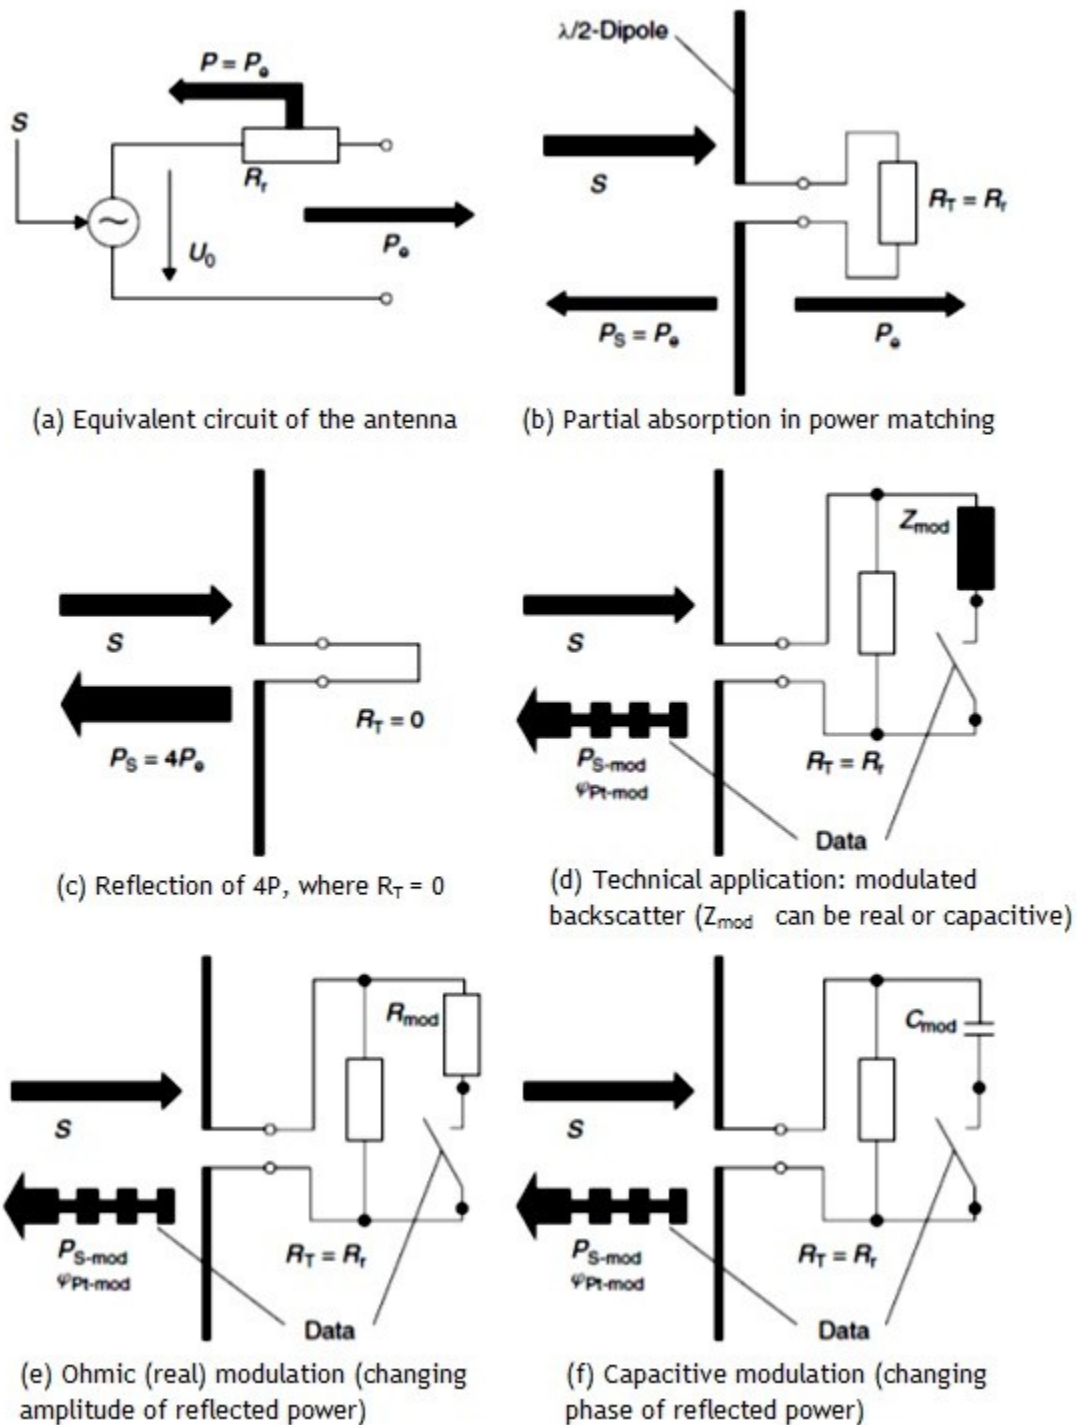 P = Pe
S
Rr
U0
Pe
(a) Equivalent circuit of the antenna
λ/2-Dipole
S
RT = Rr
PS = Pe
Pe
(b) Partial absorption in power matching
S
RT = 0
PS = 4Pe
(c) Reflection of 4P, where RT = 0
Zmod
S
PS-mod
φPt-mod
RT = Rr
Data
(d) Technical application: modulated
backscatter (Zmod can be real or capacitive)
Rmod
S
PS-mod
φPt-mod
RT = Rr
Data
(e) Ohmic (real) modulation (changing
amplitude of reflected power)
Cmod
S
PS-mod
φPt-mod
RT = Rr
Data
(f) Capacitive modulation (changing
phase of reflected power)